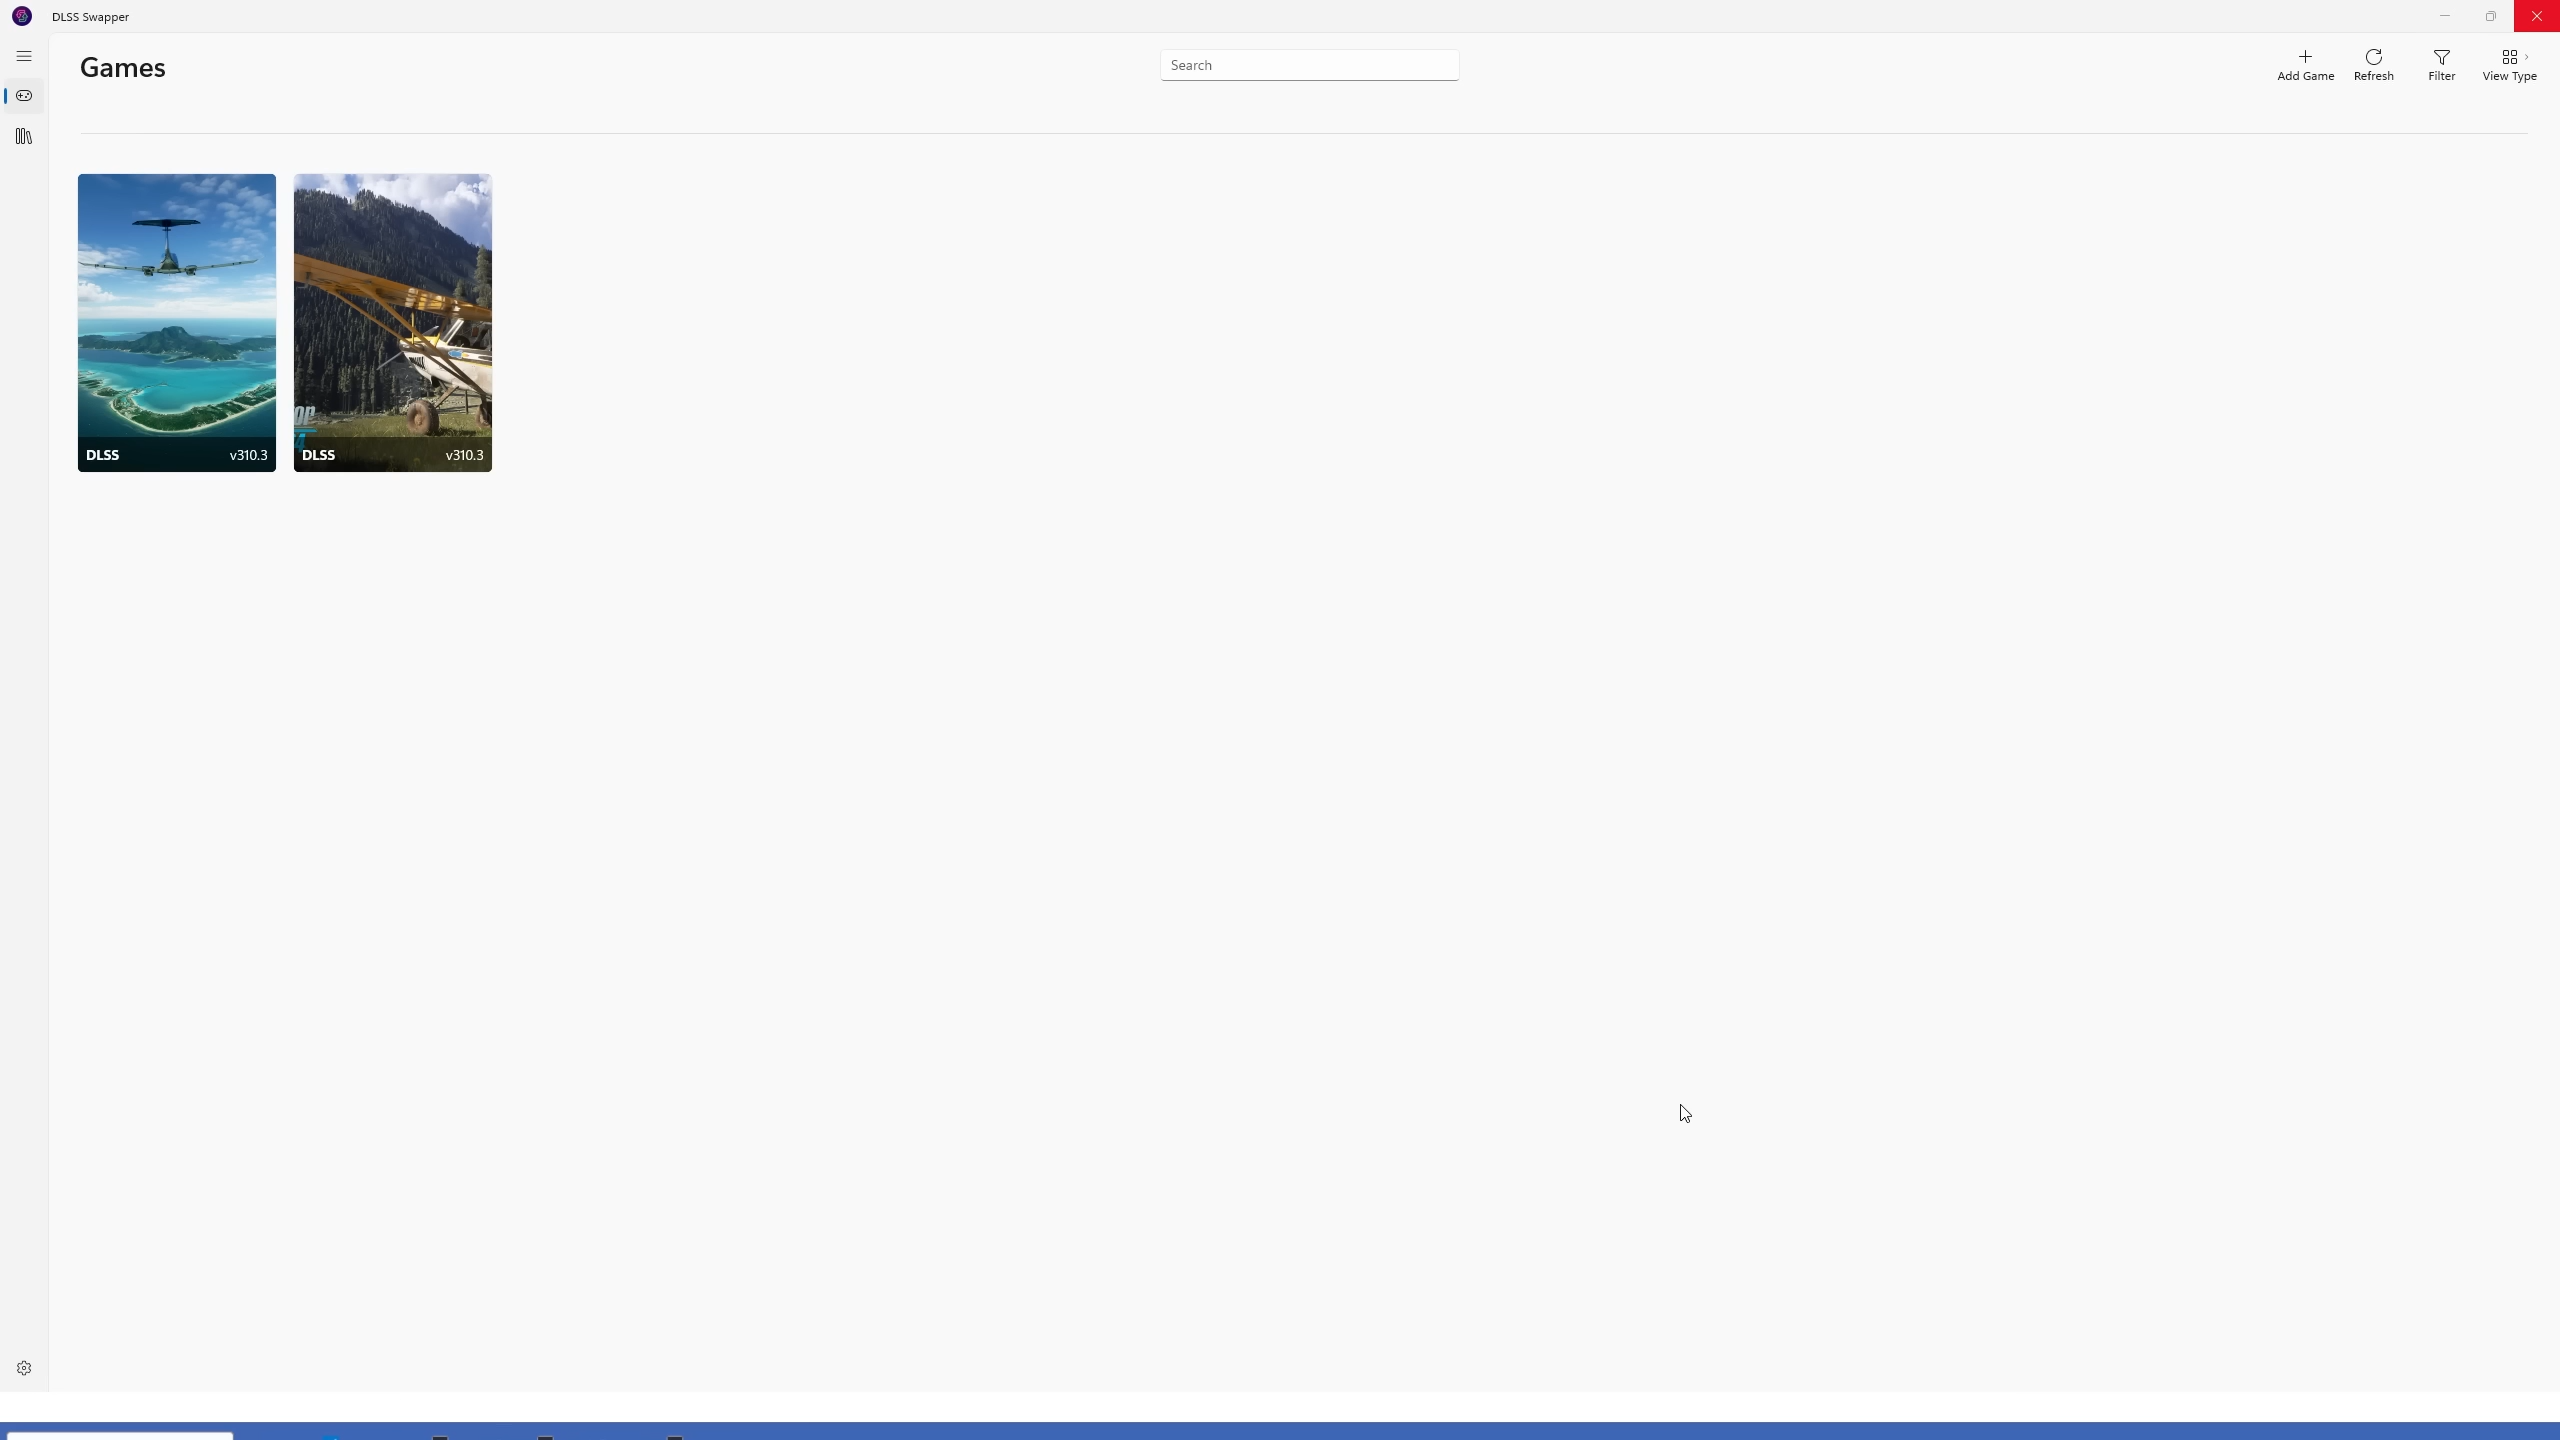 DLSS Swapper
Games
Search
Add Game
Refresh
Filter
View Type
DLSS
v310.3
DLSS
v310.3